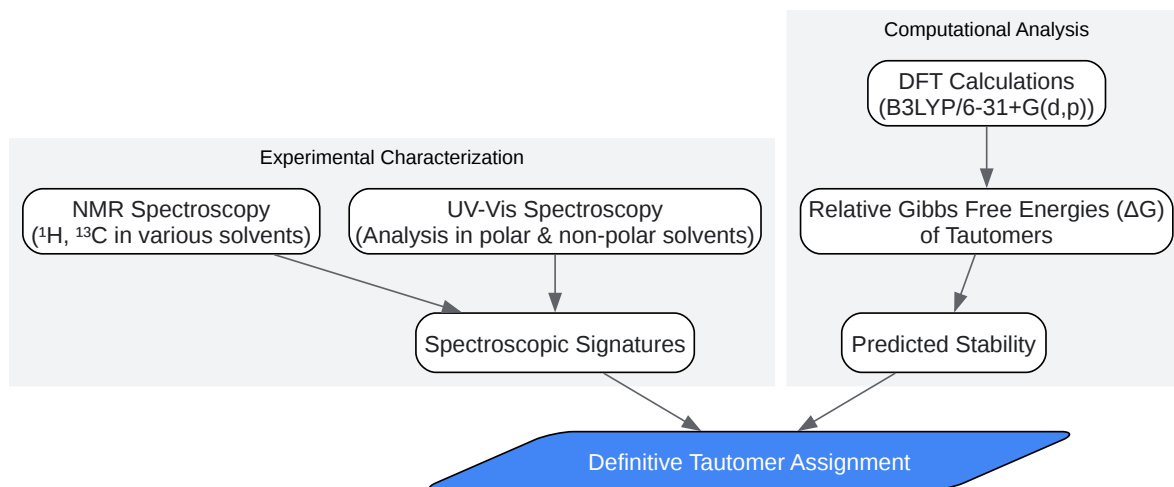 Computational Analysis
DFT Calculations
(B3LYP/6-31+G(d,p))
Experimental Characterization
NMR Spectroscopy
(¹H, ¹³C in various solvents)
UV-Vis Spectroscopy
(Analysis in polar & non-polar solvents)
Relative Gibbs Free Energies (ΔG)
of Tautomers
Spectroscopic Signatures
Predicted Stability
Definitive Tautomer Assignment